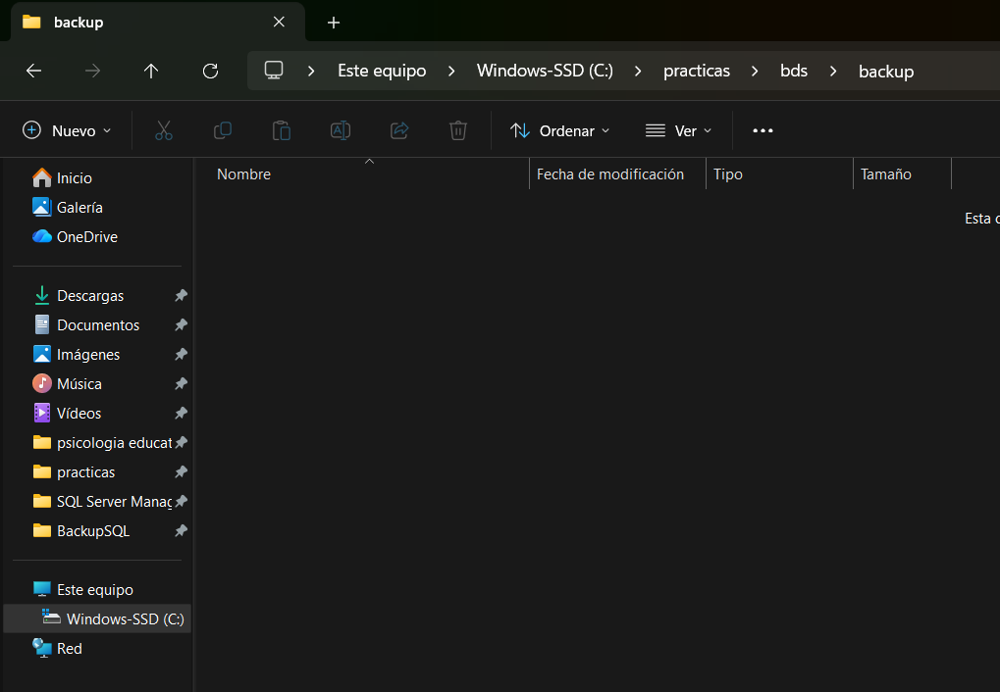 backup
Este equipo > Windows-SSD (C:) > practicas > bds > backup
Nuevo Ordenar Ver
Nombre Fecha de modificación Tipo Tamaño
Esta c
Inicio
Galería
OneDrive
Descargas
Documentos
Imágenes
Música
Vídeos
psicologia educat
practicas
SQL Server Manag
BackupSQL
Este equipo
Windows-SSD (C:)
Red